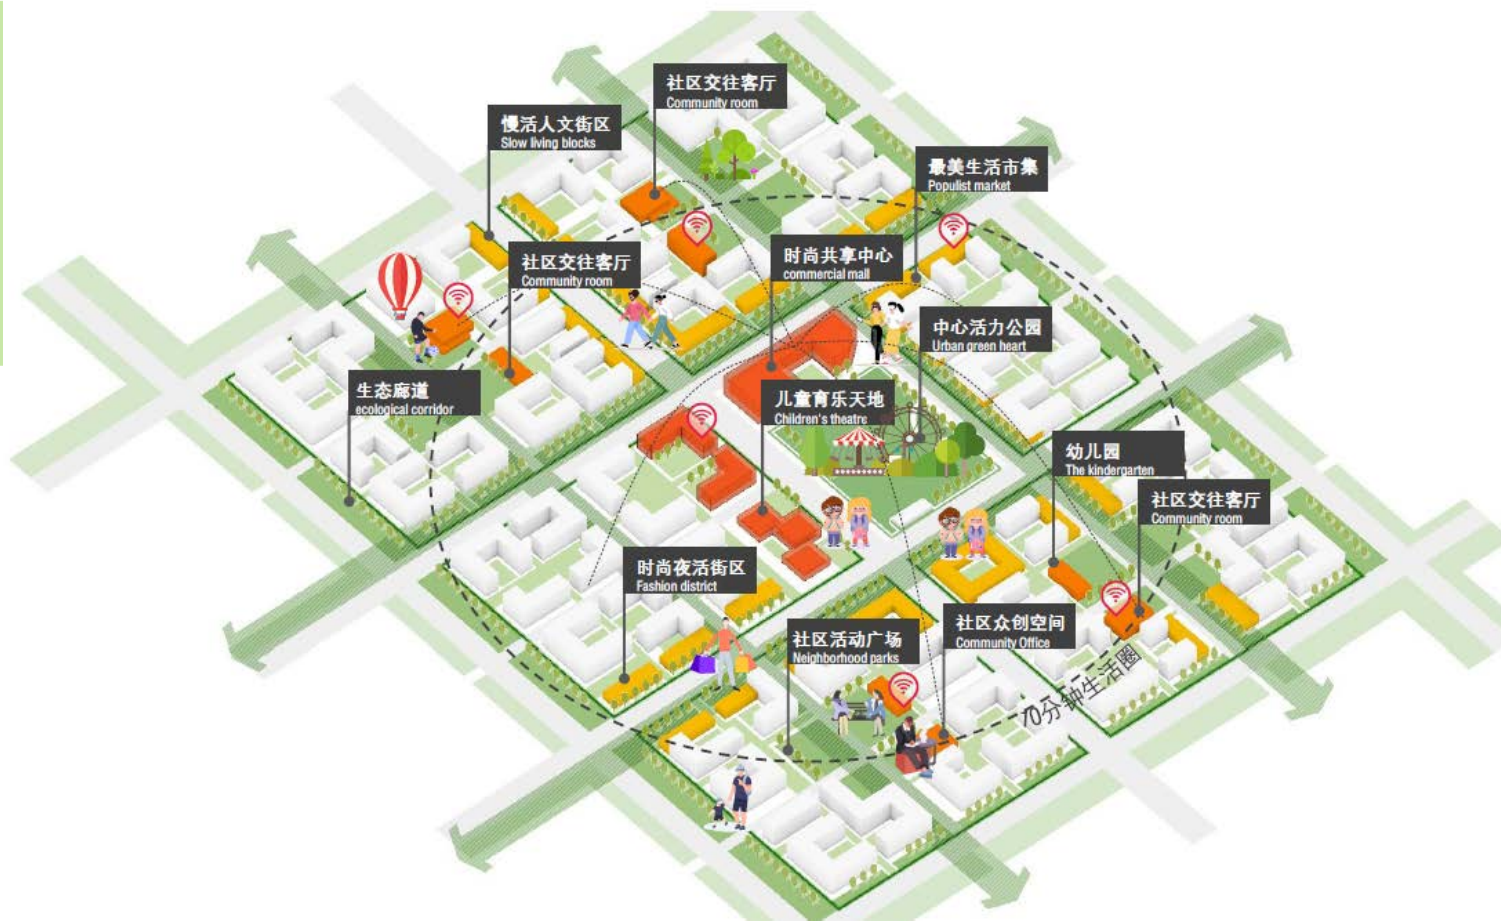 社区交往客厅
Community room
慢活人文街区
Slow living blocks
最美生活市集
Populist market
时尚共享中心
commercial mall
社区交往客厅
Community room
中心活力公园
Urban green heart
生态廊道
ecological corridor
儿童育乐天地
Children's theatre
幼儿园
The kindergarten
社区交往客厅
Community room
时尚夜活街区
Fashion district
社区活动广场
Neighborhood parks
社区众创空间
Community Office
10分钟生活圈